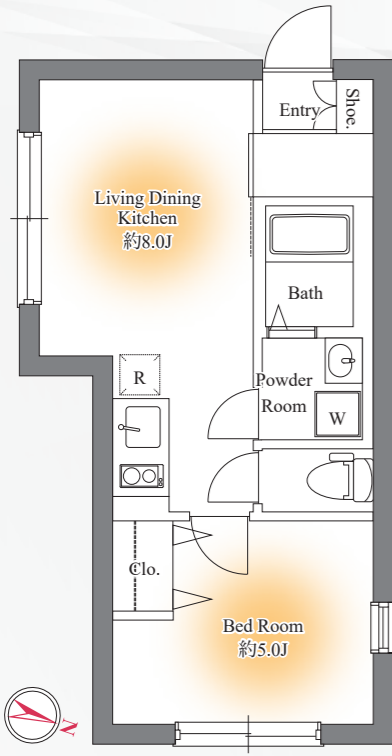 Entry
Shoe.
Living Dining
Kitchen
約8.0J
Bath
R
Powder
Room
W
Clo.
Bed Room
約5.0J
N